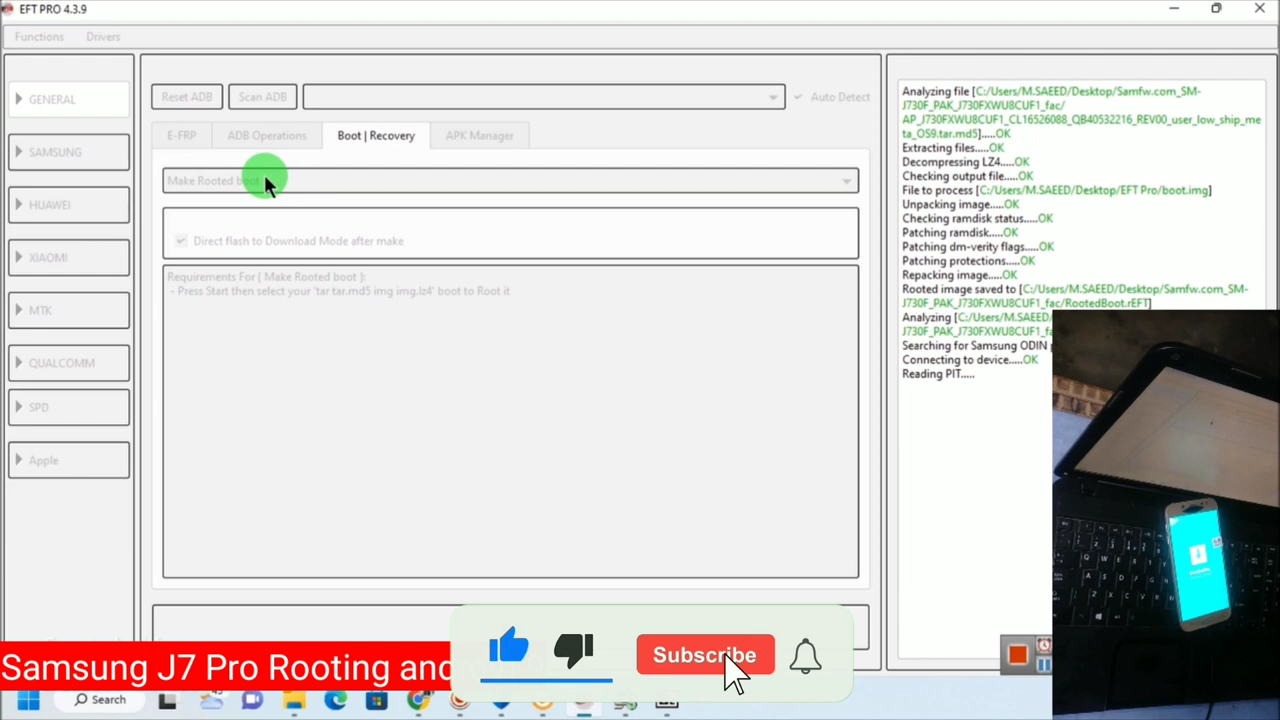 EFT PRO 4.3.9
Functions Drivers
GENERAL
SAMSUNG
HUAWEI
XIAOMI
MTK
QUALCOMM
SPD
Apple
Reset ADB Scan ADB Auto Detect
E-FRP ADB Operations Boot | Recovery APK Manager
Make Rooted boot
Direct flash to Download Mode after make
Requirements For ( Make Rooted boot ):
- Press Start then select your 'tar tar.md5 img img.lz4' boot to Root it
Analyzing file [C:/Users/M.SAEED/Desktop/Samfw.com_SM-
J730F_PAK_J730FXWU8CUF1_fac/
AP_J730FXWU8CUF1_CL16526088_QB40532216_REV00_user_low_ship_me
ta_OS9.tar.md5].....OK
Extracting files.....OK
Decompressing LZ4.....OK
Checking output file.....OK
File to process [C:/Users/M.SAEED/Desktop/EFT Pro/boot.img]
Unpacking image.....OK
Checking ramdisk status.....OK
Patching ramdisk.....OK
Patching dm-verity flags.....OK
Patching protections.....OK
Repacking image.....OK
Rooted image saved to [C:/Users/M.SAEED/Desktop/Samfw.com_SM-
J730F_PAK_J730FXWU8CUF1_fac/RootedBoot.rEFT]
Analyzing [C:/Users/M.SAEED/
J730F_PAK_J730FXWU8CUF1_fa
Searching for Samsung ODIN
Connecting to device.....OK
Reading PIT.....
Samsung J7 Pro Rooting and
Subscribe
Search